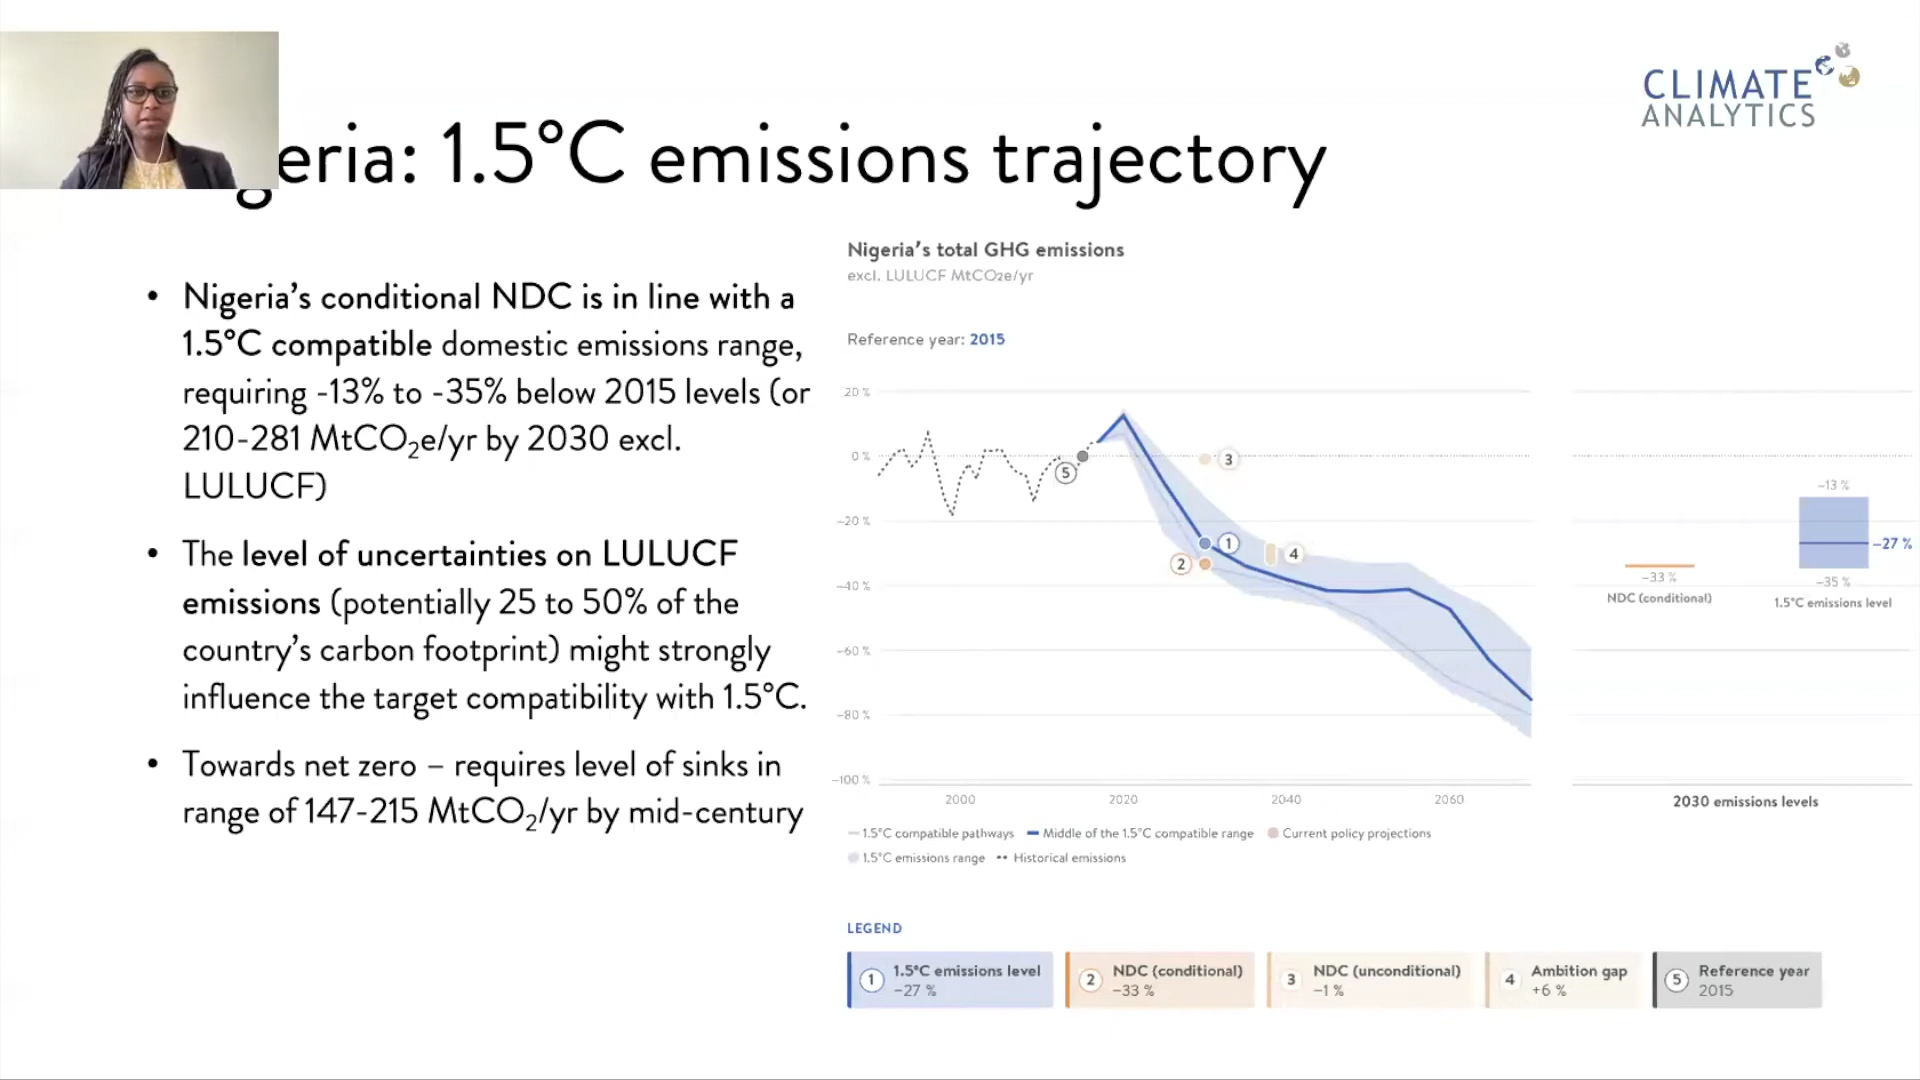 CLIMATE
ANALYTICS
geria: 1.5°C emissions trajectory
• Nigeria's conditional NDC is in line with a
1.5°C compatible domestic emissions range,
requiring -13% to -35% below 2015 levels (or
210-281 MtCO₂e/yr by 2030 excl.
LULUCF)
• The level of uncertainties on LULUCF
emissions (potentially 25 to 50% of the
country's carbon footprint) might strongly
influence the target compatibility with 1.5°C.
• Towards net zero – requires level of sinks in
range of 147-215 MtCO₂/yr by mid-century
Nigeria's total GHG emissions
excl. LULUCF MtCO₂e/yr
Reference year: 2015
20 %
0 %
−20 %
−40 %
−60 %
−80 %
−100 %
5
3
1
2
4
2000 2020 2040 2060
−13 %
−27 %
−35 %
1.5°C emissions level
−33 %
NDC (conditional)
2030 emissions levels
1.5°C compatible pathways Middle of the 1.5°C compatible range Current policy projections
1.5°C emissions range Historical emissions
LEGEND
1 1.5°C emissions level
−27 %
2 NDC (conditional)
−33 %
3 NDC (unconditional)
−1 %
4 Ambition gap
+6 %
5 Reference year
2015